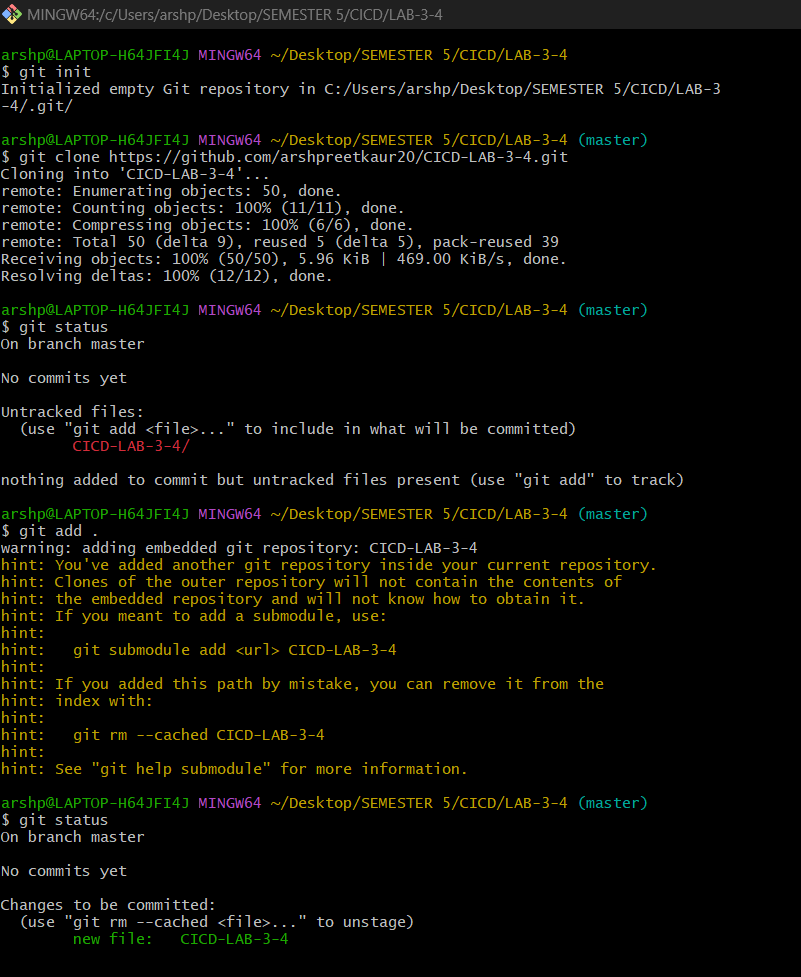 MINGW64:/c/Users/arshp/Desktop/SEMESTER 5/CICD/LAB-3-4
arshp@LAPTOP-H64JFI4J MINGW64 ~/Desktop/SEMESTER 5/CICD/LAB-3-4
$ git init
Initialized empty Git repository in C:/Users/arshp/Desktop/SEMESTER 5/CICD/LAB-3
-4/.git/
arshp@LAPTOP-H64JFI4J MINGW64 ~/Desktop/SEMESTER 5/CICD/LAB-3-4 (master)
$ git clone https://github.com/arshpreetkaur20/CICD-LAB-3-4.git
Cloning into 'CICD-LAB-3-4'...
remote: Enumerating objects: 50, done.
remote: Counting objects: 100% (11/11), done.
remote: Compressing objects: 100% (6/6), done.
remote: Total 50 (delta 9), reused 5 (delta 5), pack-reused 39
Receiving objects: 100% (50/50), 5.96 KiB | 469.00 KiB/s, done.
Resolving deltas: 100% (12/12), done.
arshp@LAPTOP-H64JFI4J MINGW64 ~/Desktop/SEMESTER 5/CICD/LAB-3-4 (master)
$ git status
On branch master
No commits yet
Untracked files:
  (use "git add <file>..." to include in what will be committed)
        CICD-LAB-3-4/
nothing added to commit but untracked files present (use "git add" to track)
arshp@LAPTOP-H64JFI4J MINGW64 ~/Desktop/SEMESTER 5/CICD/LAB-3-4 (master)
$ git add .
warning: adding embedded git repository: CICD-LAB-3-4
hint: You've added another git repository inside your current repository.
hint: Clones of the outer repository will not contain the contents of
hint: the embedded repository and will not know how to obtain it.
hint: If you meant to add a submodule, use:
hint:
hint:   git submodule add <url> CICD-LAB-3-4
hint:
hint: If you added this path by mistake, you can remove it from the
hint: index with:
hint:
hint:   git rm --cached CICD-LAB-3-4
hint:
hint: See "git help submodule" for more information.
arshp@LAPTOP-H64JFI4J MINGW64 ~/Desktop/SEMESTER 5/CICD/LAB-3-4 (master)
$ git status
On branch master
No commits yet
Changes to be committed:
  (use "git rm --cached <file>..." to unstage)
        new file:   CICD-LAB-3-4